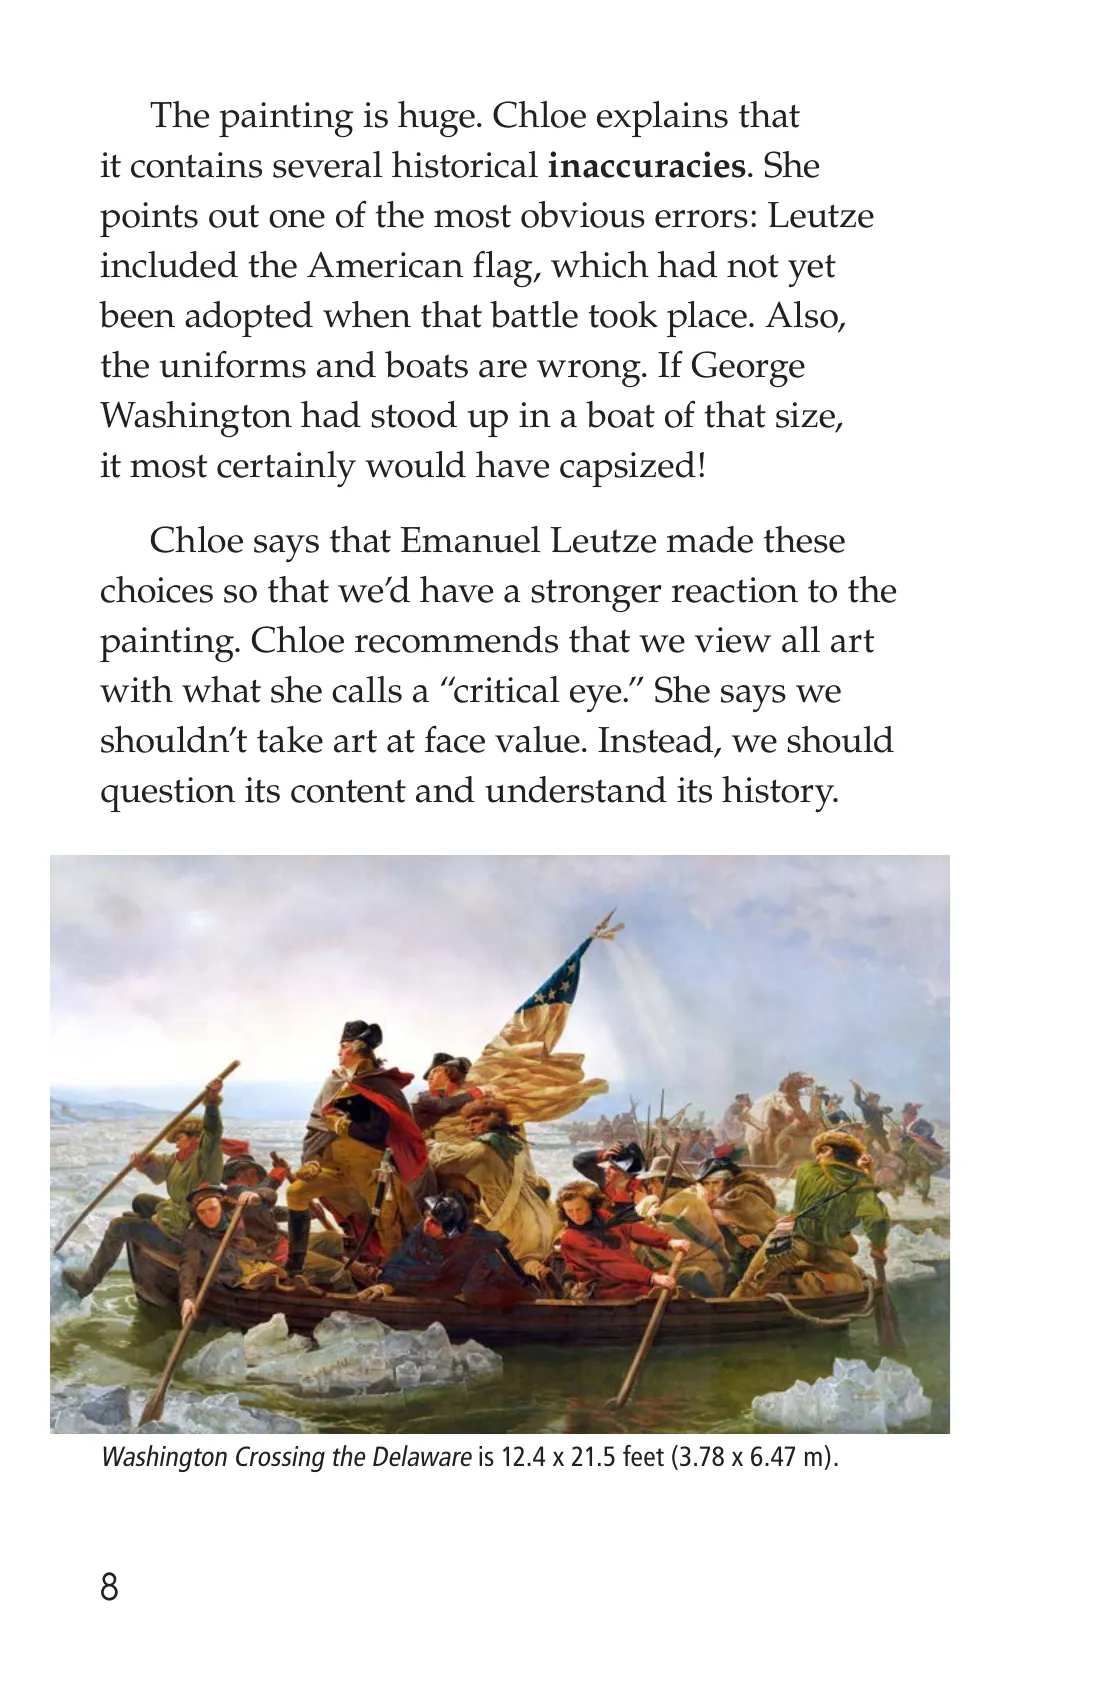 The painting is huge. Chloe explains that
it contains several historical inaccuracies. She
points out one of the most obvious errors: Leutze
included the American flag, which had not yet
been adopted when that battle took place. Also,
the uniforms and boats are wrong. If George
Washington had stood up in a boat of that size,
it most certainly would have capsized!
Chloe says that Emanuel Leutze made these
choices so that we’d have a stronger reaction to the
painting. Chloe recommends that we view all art
with what she calls a “critical eye.” She says we
shouldn’t take art at face value. Instead, we should
question its content and understand its history.
Washington Crossing the Delaware is 12.4 x 21.5 feet (3.78 x 6.47 m).
8